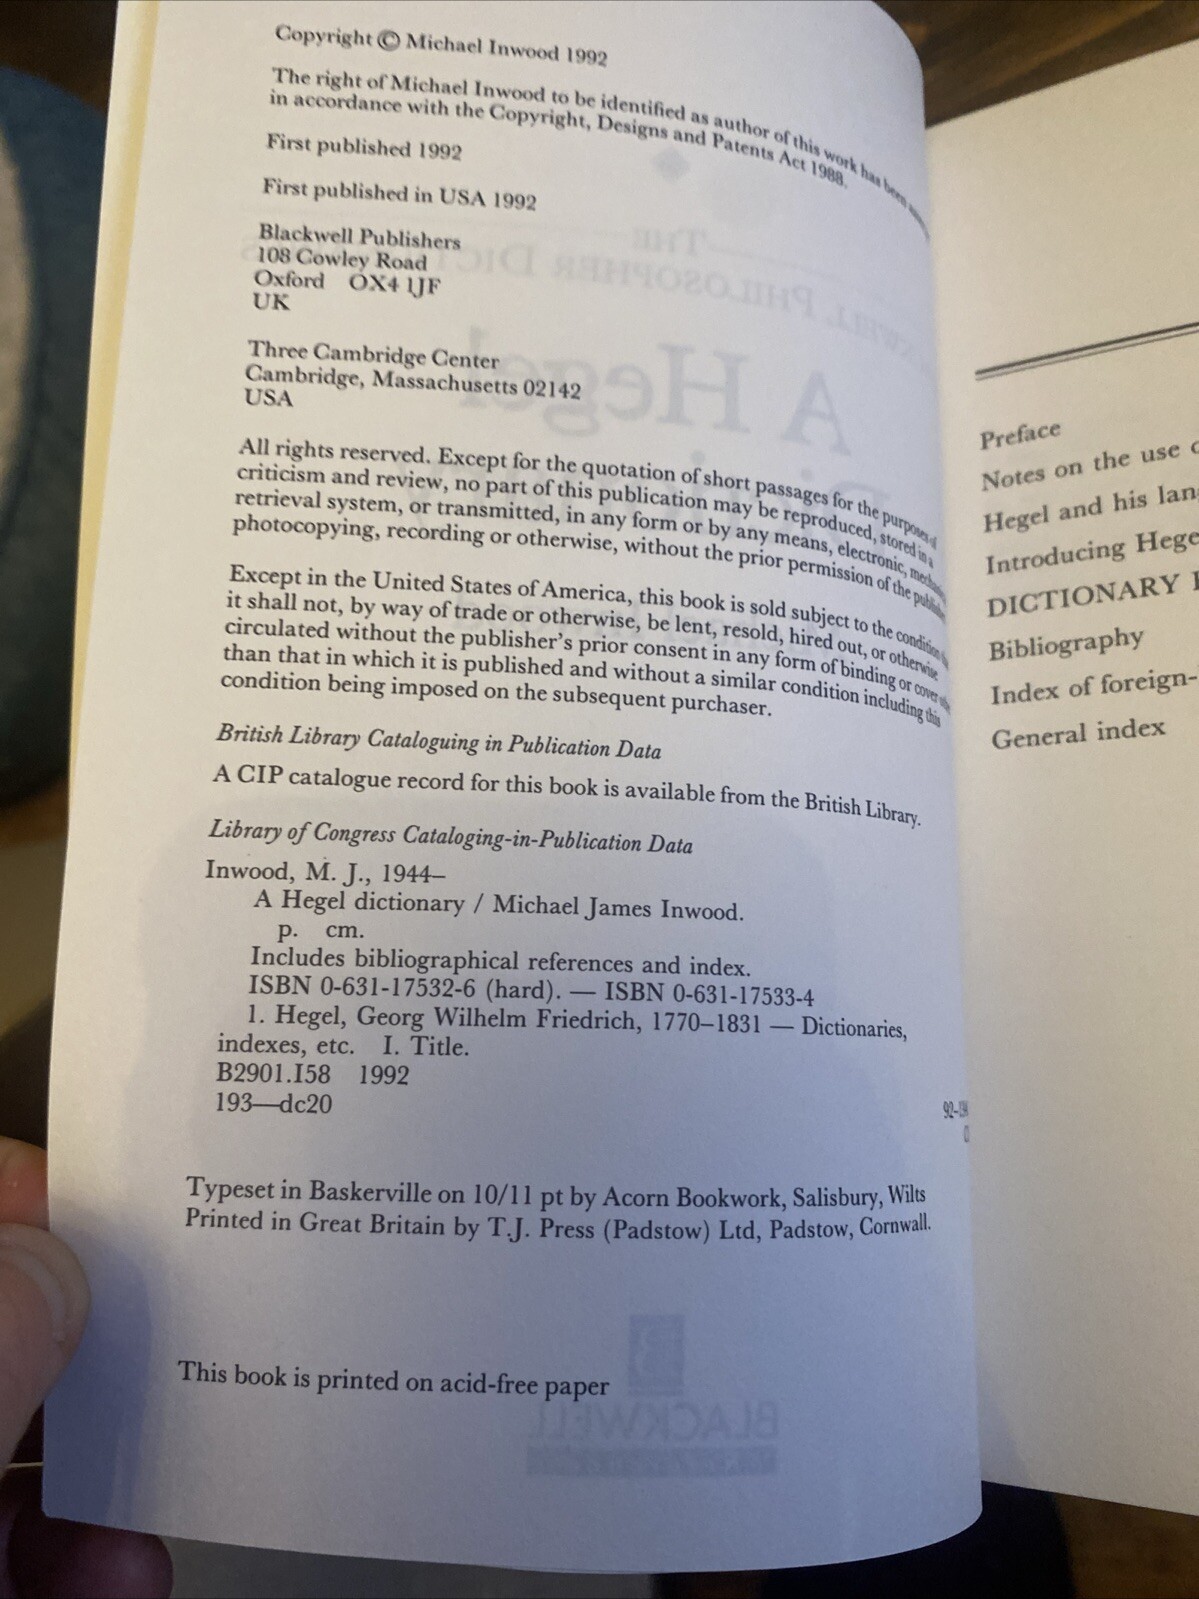 Copyright © Michael Inwood 1992
The right of Michael Inwood to be identified as author of this work has been
in accordance with the Copyright, Designs and Patents Act 1988.
First published 1992
First published in USA 1992
Blackwell Publishers
108 Cowley Road
Oxford OX4 1JF
UK
Three Cambridge Center
Cambridge, Massachusetts 02142
USA
All rights reserved. Except for the quotation of short passages for the purposes of
criticism and review, no part of this publication may be reproduced, stored in a
retrieval system, or transmitted, in any form or by any means, electronic,
photocopying, recording or otherwise, without the prior permission of the
Except in the United States of America, this book is sold subject to the condition
it shall not, by way of trade or otherwise, be lent, resold, hired out, or otherwise
circulated without the publisher's prior consent in any form of binding or cover
than that in which it is published and without a similar condition including this
condition being imposed on the subsequent purchaser.
British Library Cataloguing in Publication Data
A CIP catalogue record for this book is available from the British Library.
Library of Congress Cataloging-in-Publication Data
Inwood, M. J., 1944–
A Hegel dictionary / Michael James Inwood.
p. cm.
Includes bibliographical references and index.
ISBN 0-631-17532-6 (hard). — ISBN 0-631-17533-4
1. Hegel, Georg Wilhelm Friedrich, 1770–1831 — Dictionaries,
indexes, etc. I. Title.
B2901.I58 1992
193—dc20
Typeset in Baskerville on 10/11 pt by Acorn Bookwork, Salisbury, Wilts
Printed in Great Britain by T.J. Press (Padstow) Ltd, Padstow, Cornwall.
This book is printed on acid-free paper
Preface
Notes on the use
Hegel and his
Introducing
DICTIONARY
Bibliography
Index of foreign-
General index